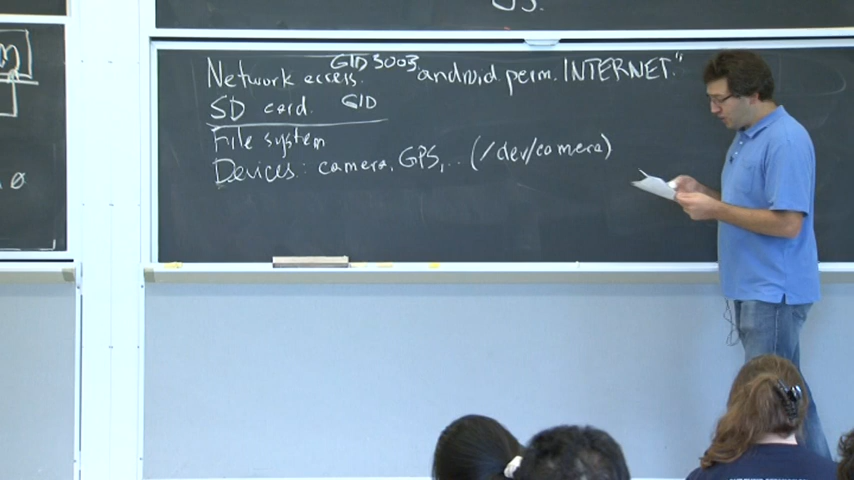 Network access. GID 3003 android.perm.INTERNET."
SD card. GID
File system
Devices: camera, GPS, .. (/dev/camera)